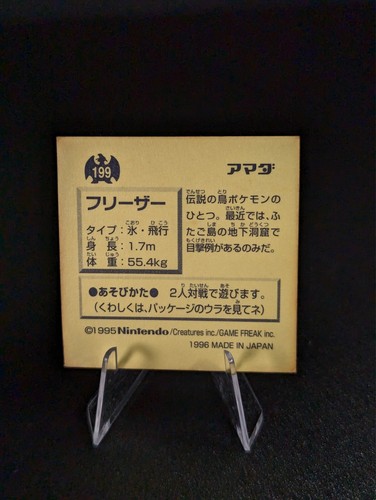 199
アマダ
フリーザー
タイプ：氷・飛行
身長：1.7m
体重：55.4kg
伝説の鳥ポケモンの
ひとつ。最近では、ふ
たご島の地下洞窟で
目撃例があるのみだ。
●あそびかた● 2人対戦で遊びます。
(くわしくは、パッケージのウラを見てネ)
©1995 Nintendo/Creatures inc./GAME FREAK inc.
1996 MADE IN JAPAN